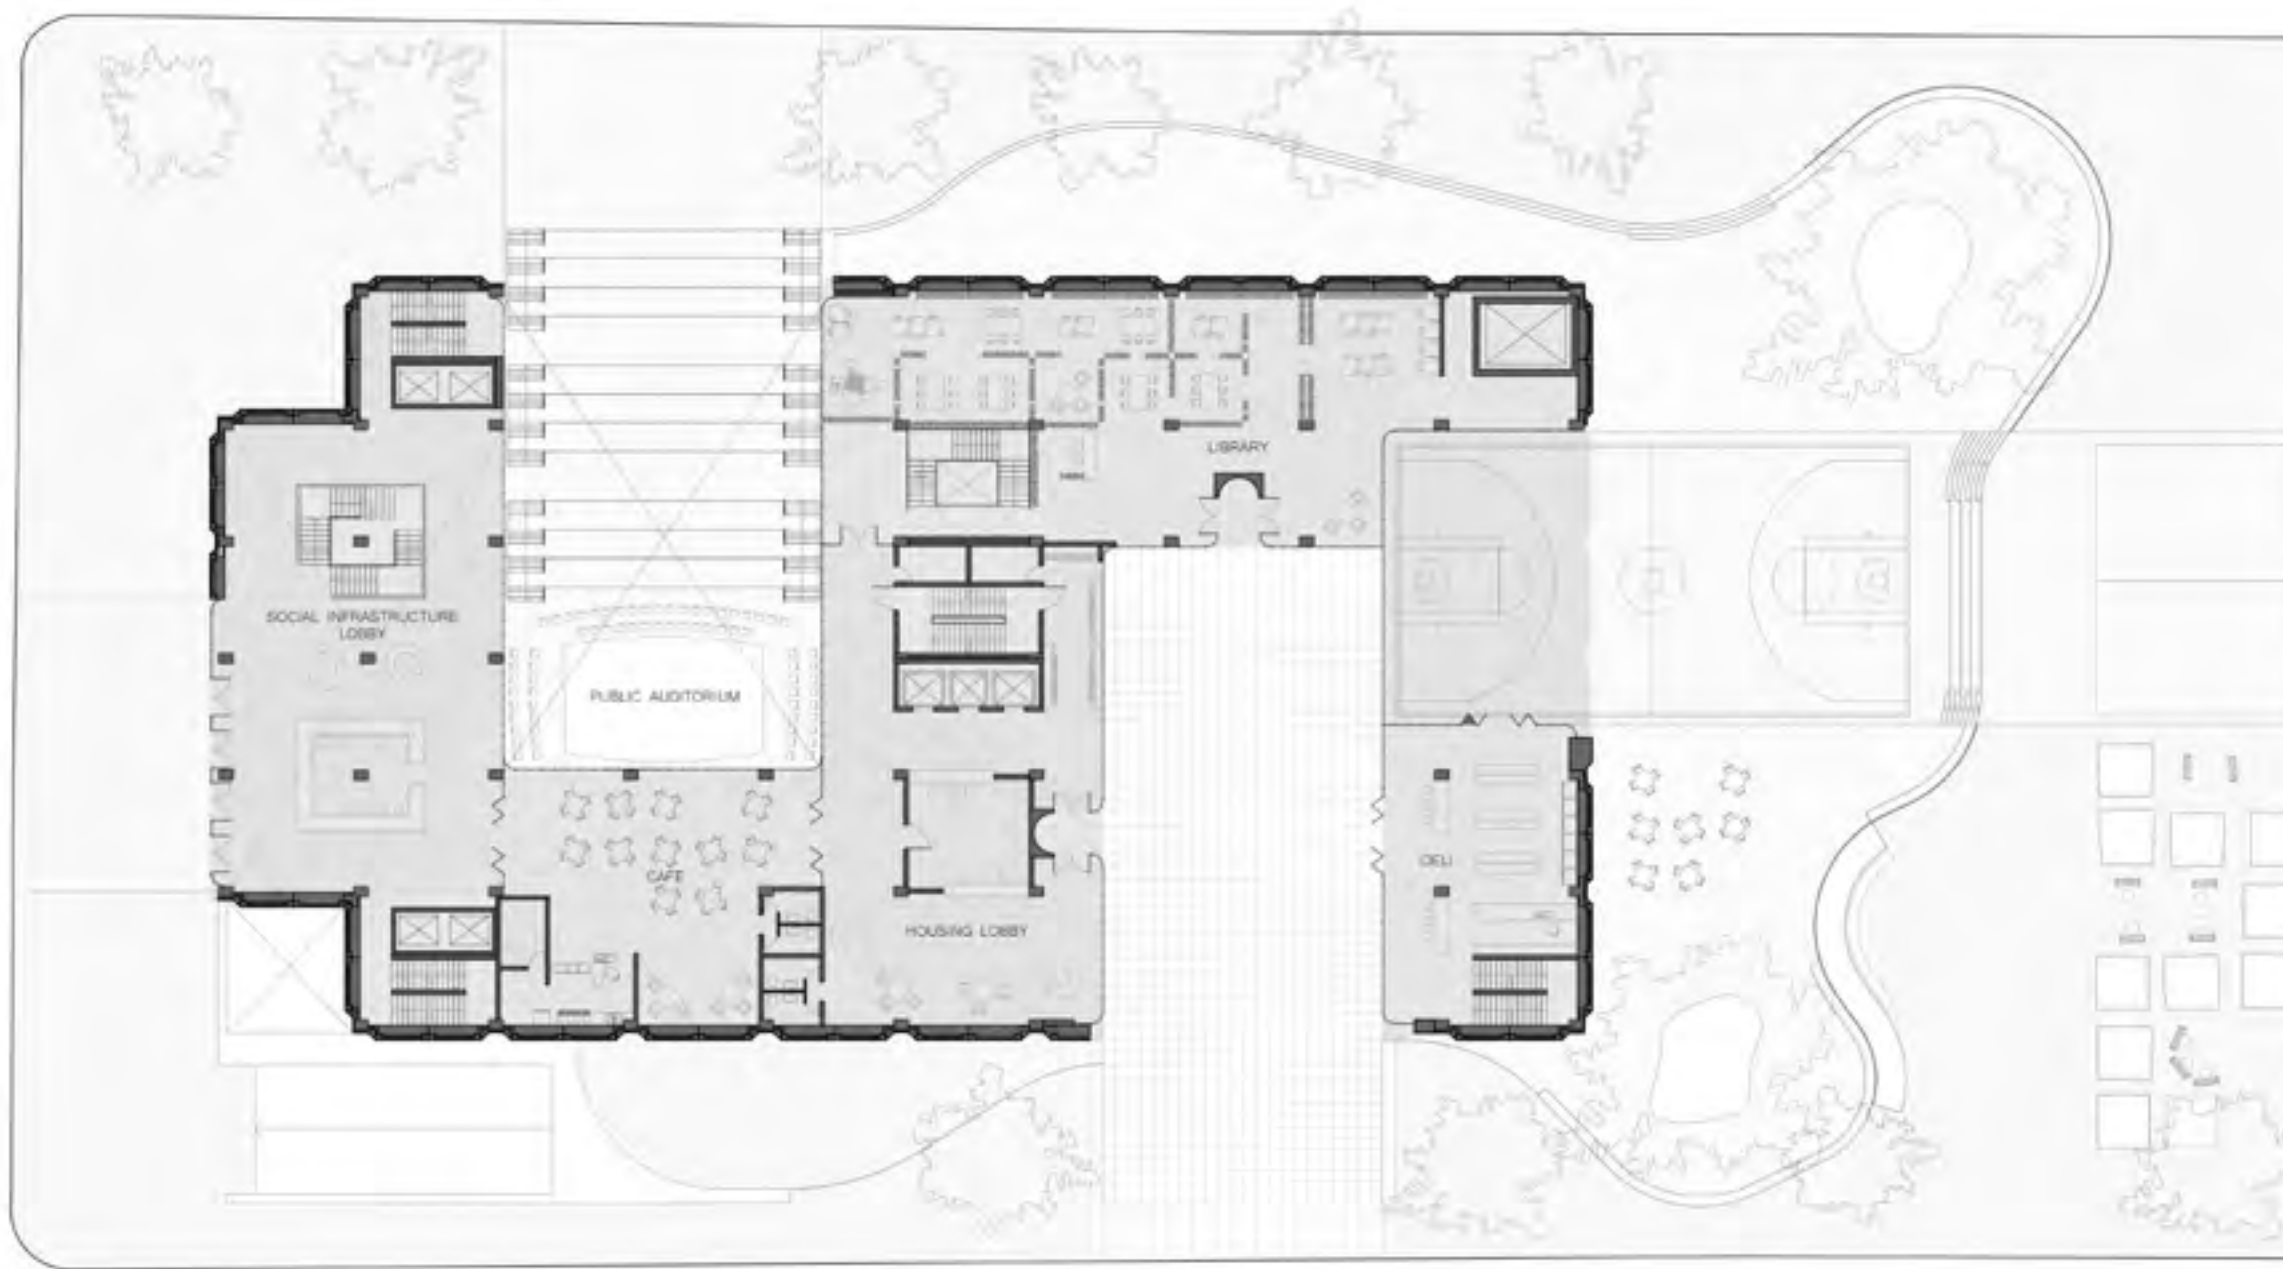 LIBRARY
SOCIAL INFRASTRUCTURE
LOBBY
PUBLIC AUDITORIUM
DELI
CAFE
HOUSING LOBBY